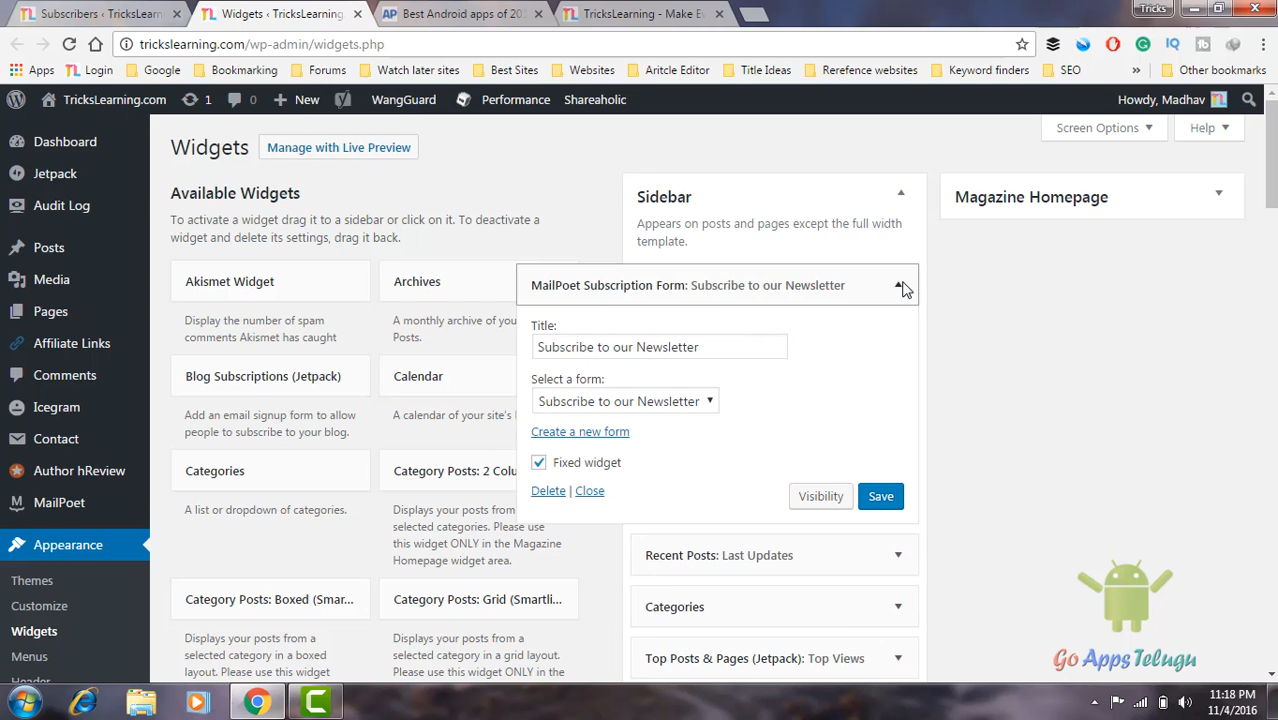 Subscribers ‹ TricksLearn
Widgets ‹ TricksLearning.
Best Android apps of 20
TricksLearning - Make E
Tricks
trickslearning.com/wp-admin/widgets.php
Apps Login Google Bookmarking Forums Watch later sites Best Sites Websites Aritcle Editor Title Ideas Rerefence websites Keyword finders SEO » Other bookmarks
TricksLearning.com 1 0 New WangGuard Performance Shareaholic Howdy, Madhav
Dashboard
Jetpack
Audit Log
Posts
Media
Pages
Affiliate Links
Comments
Icegram
Contact
Author hReview
MailPoet
Appearance
Themes
Customize
Widgets
Menus
Header
Screen Options Help
Widgets Manage with Live Preview
Available Widgets
To activate a widget drag it to a sidebar or click on it. To deactivate a
widget and delete its settings, drag it back.
Akismet Widget
Display the number of spam
comments Akismet has caught
Archives
A monthly archive of your
Posts.
Blog Subscriptions (Jetpack)
Add an email signup form to allow
people to subscribe to your blog.
Calendar
A calendar of your site's
Categories
A list or dropdown of categories.
Category Posts: 2 Colu
Displays your posts from
selected categories. Please use
this widget ONLY in the Magazine
Homepage widget area.
Category Posts: Boxed (Smar...
Displays your posts from a
selected category in a boxed
layout. Please use this widget
Category Posts: Grid (Smartli...
Displays your posts from
selected category in a grid
layout. Please use this widget ONLY in
Sidebar
Appears on posts and pages except the full width
template.
MailPoet Subscription Form: Subscribe to our Newsletter
Title:
Subscribe to our Newsletter
Select a form:
Subscribe to our Newsletter
Create a new form
Fixed widget
Delete | Close
Visibility Save
Recent Posts: Last Updates
Categories
Top Posts & Pages (Jetpack): Top Views
Magazine Homepage
Go Apps Telugu
11:18 PM
11/4/2016